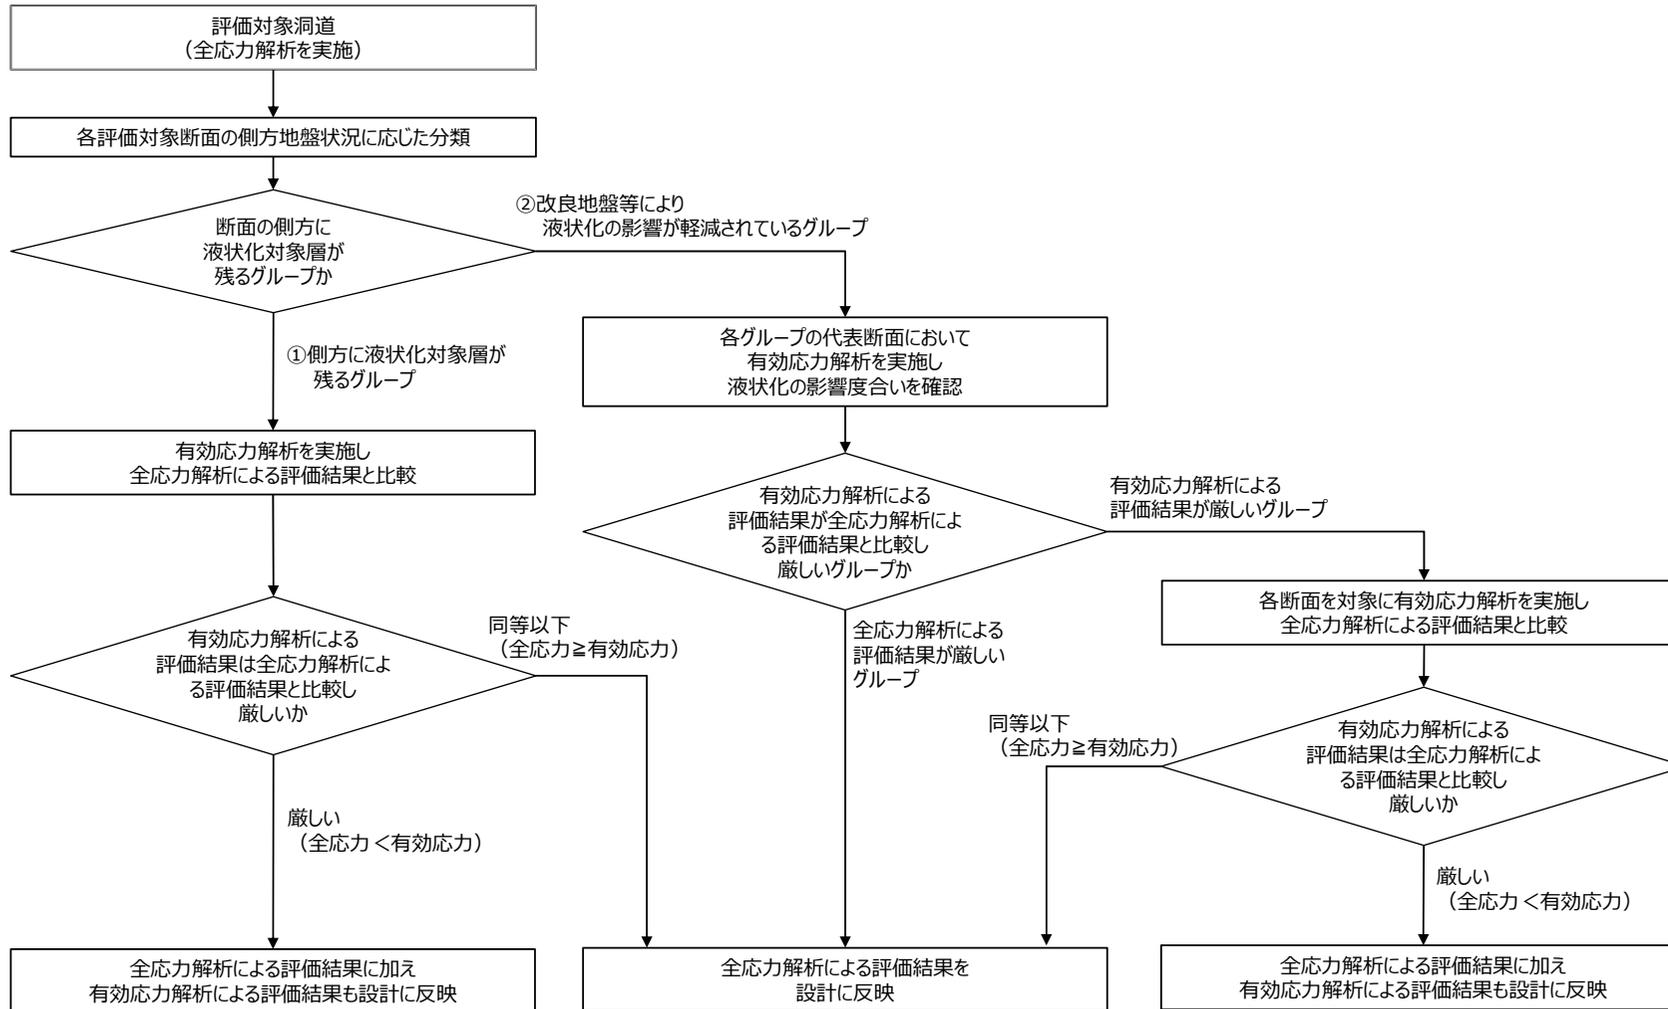 評価対象洞道
（全応力解析を実施）
各評価対象断面の側方地盤状況に応じた分類
断面の側方に
液状化対象層が
残るグループか
②改良地盤等により
液状化の影響が軽減されているグループ
①側方に液状化対象層が
残るグループ
各グループの代表断面において
有効応力解析を実施し
液状化の影響度合いを確認
有効応力解析を実施し
全応力解析による評価結果と比較
有効応力解析による
評価結果が全応力解析によ
る評価結果と比較し
厳しいグループか
有効応力解析による
評価結果が厳しいグループ
各断面を対象に有効応力解析を実施し
全応力解析による評価結果と比較
有効応力解析による
評価結果は全応力解析によ
る評価結果と比較し
厳しいか
同等以下
（全応力≧有効応力）
全応力解析による
評価結果が厳しい
グループ
同等以下
（全応力≧有効応力）
有効応力解析による
評価結果は全応力解析によ
る評価結果と比較し
厳しいか
厳しい
（全応力＜有効応力）
厳しい
（全応力＜有効応力）
全応力解析による評価結果に加え
有効応力解析による評価結果も設計に反映
全応力解析による評価結果を
設計に反映
全応力解析による評価結果に加え
有効応力解析による評価結果も設計に反映